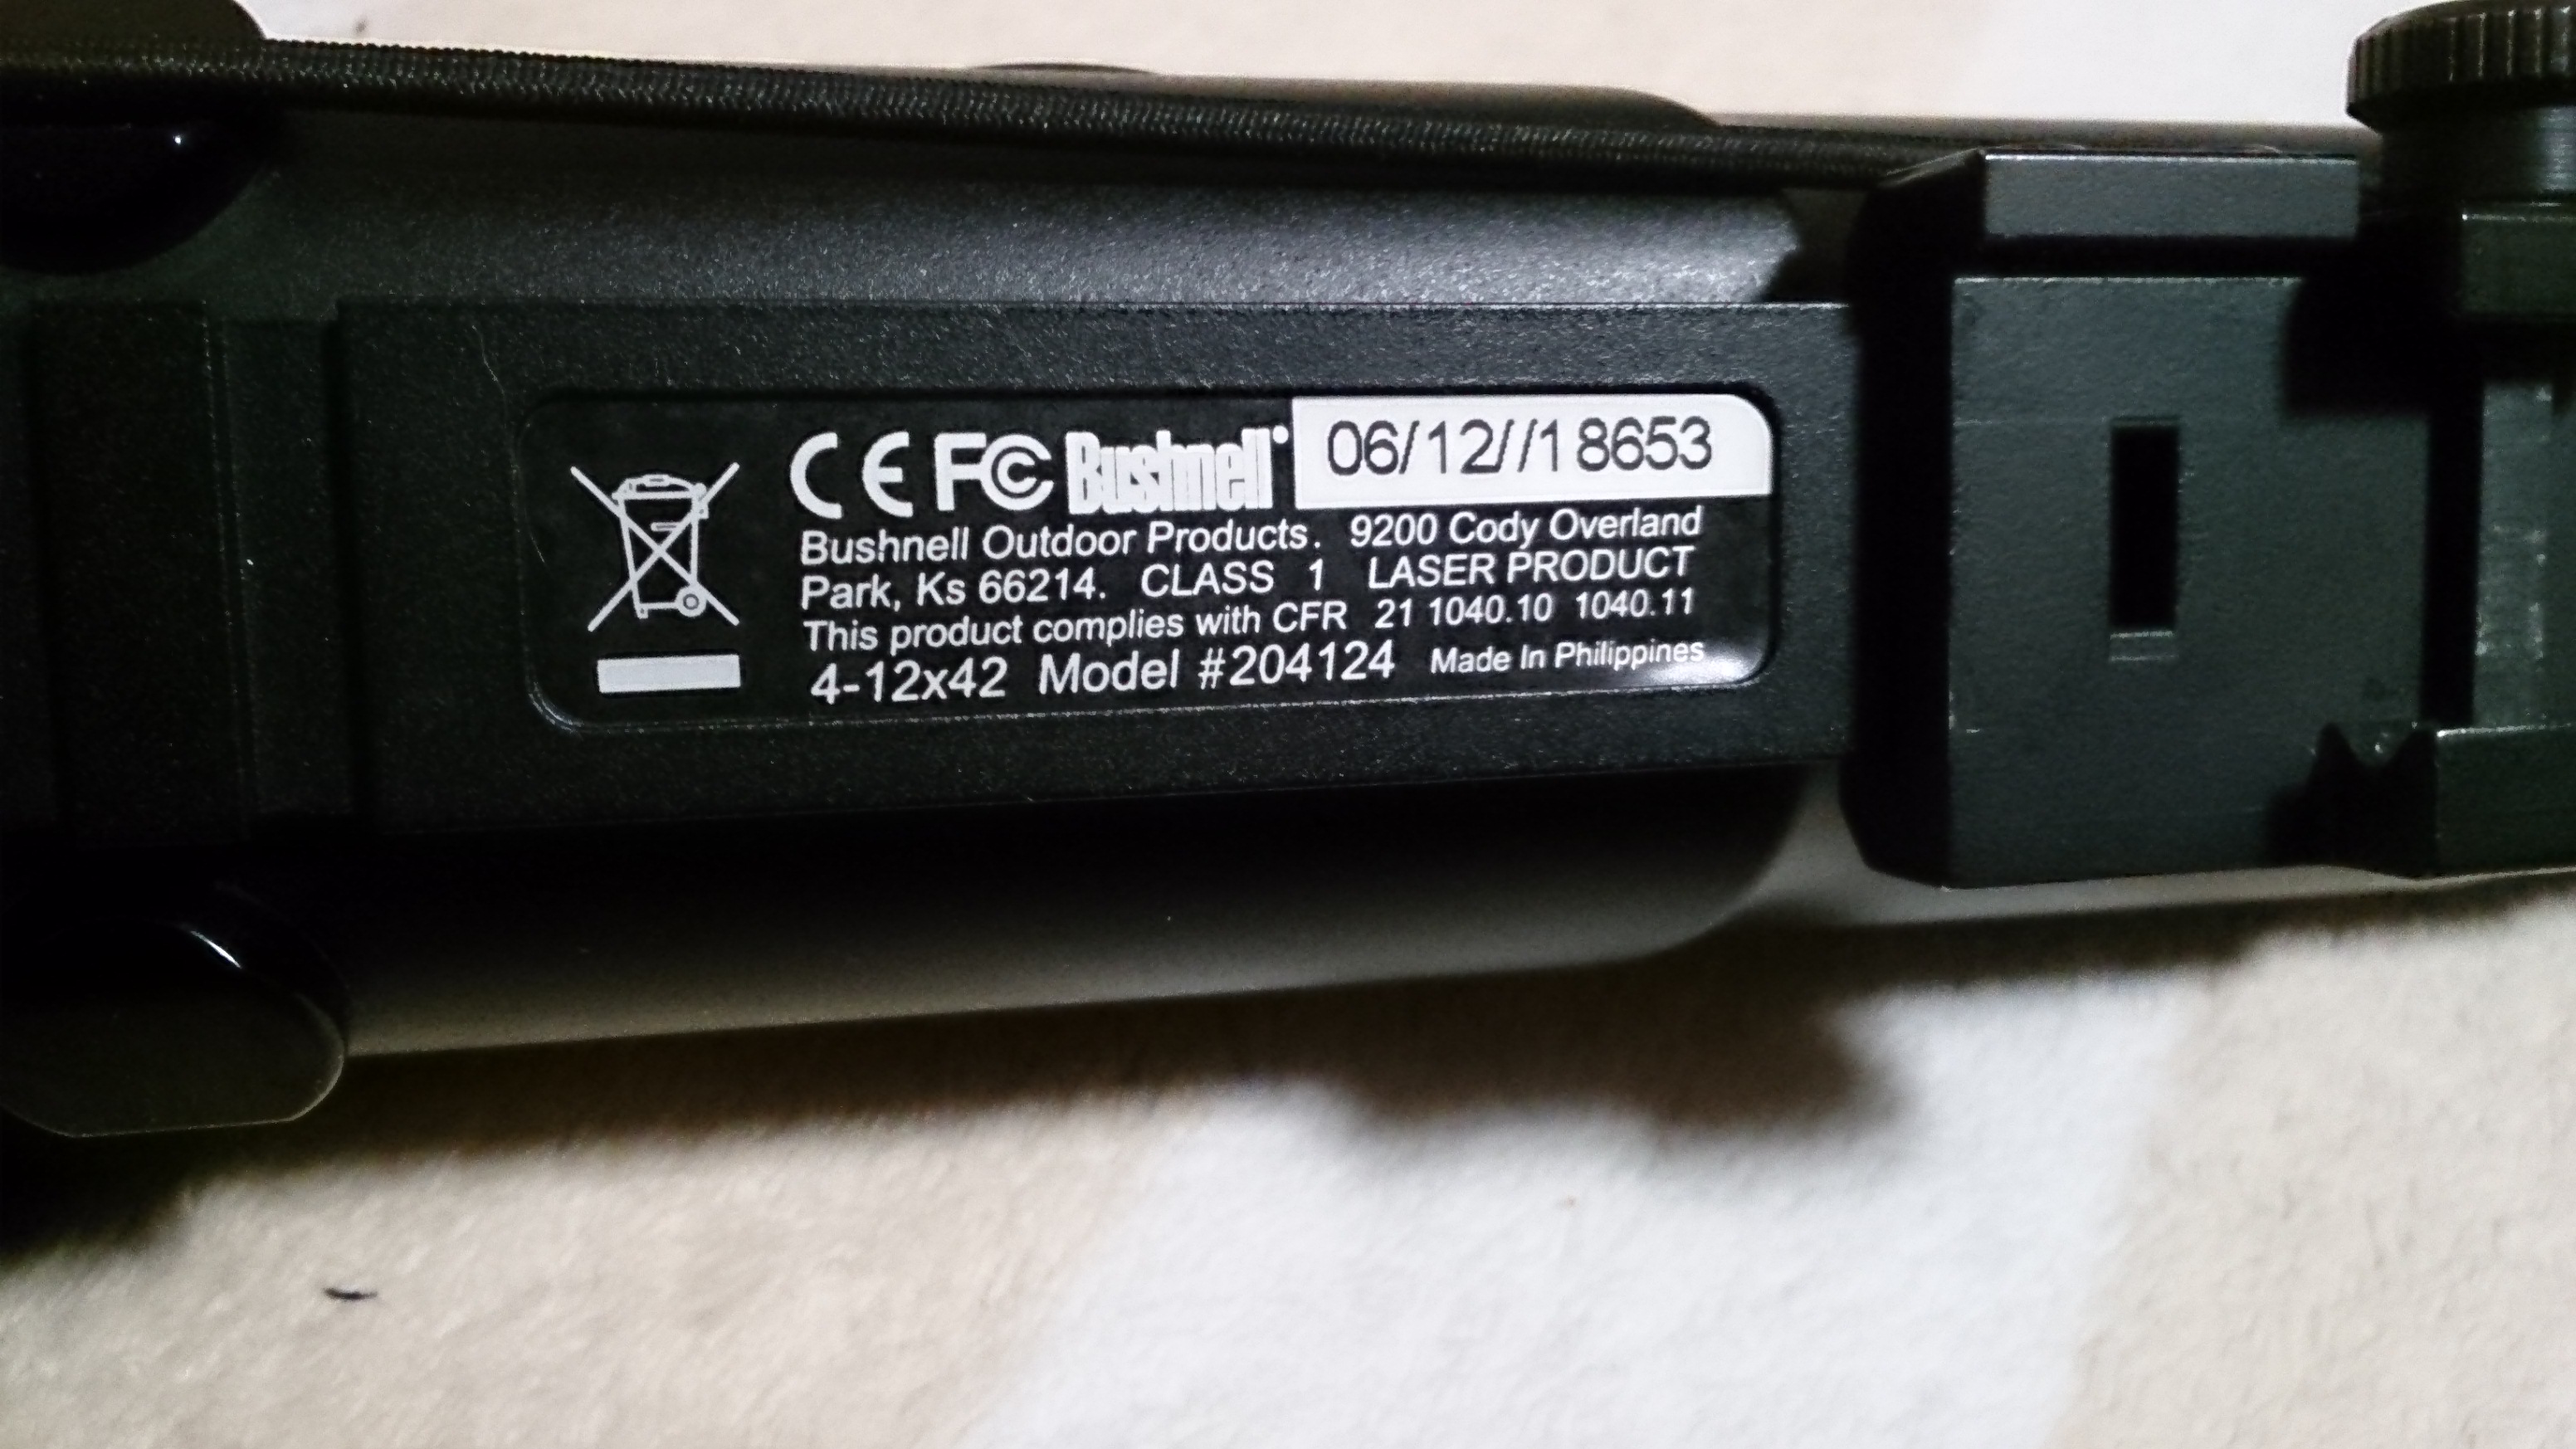 CE FC Bushnell 06/12//18653
Bushnell Outdoor Products. 9200 Cody Overland
Park, Ks 66214. CLASS 1 LASER PRODUCT
This product complies with CFR 21 1040.10 1040.11
4-12x42 Model #204124 Made In Philippines